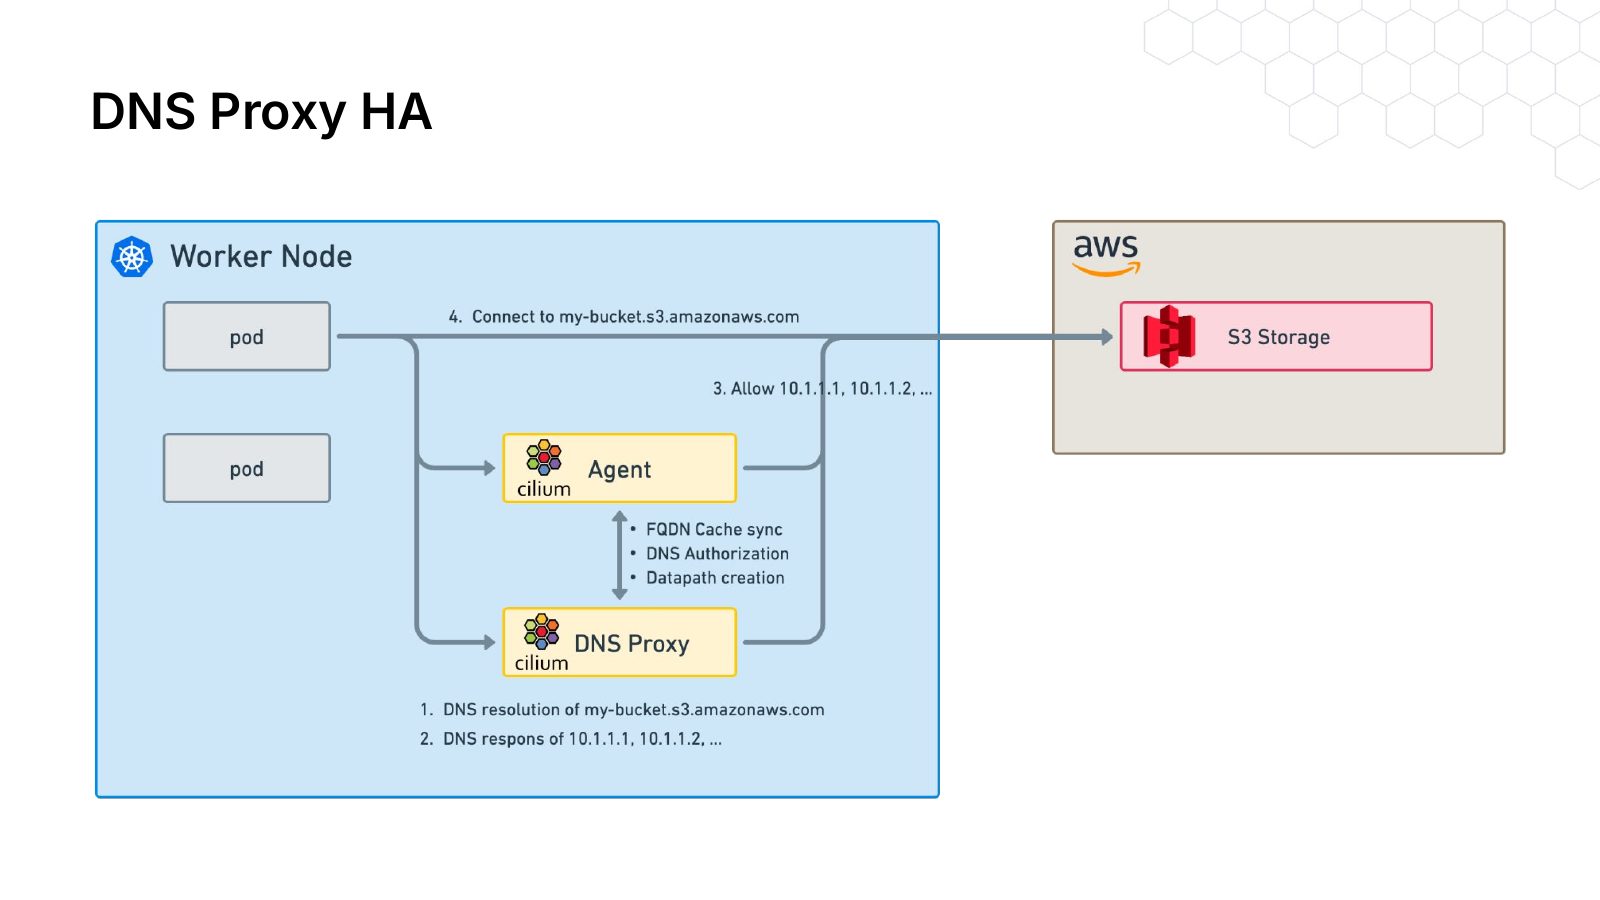 DNS Proxy HA
Worker Node
aws
pod
4. Connect to my-bucket.s3.amazonaws.com
S3 Storage
3. Allow 10.1.1.1, 10.1.1.2, ...
pod
cilium
Agent
• FQDN Cache sync
• DNS Authorization
• Datapath creation
cilium
DNS Proxy
1. DNS resolution of my-bucket.s3.amazonaws.com
2. DNS respons of 10.1.1.1, 10.1.1.2, ...